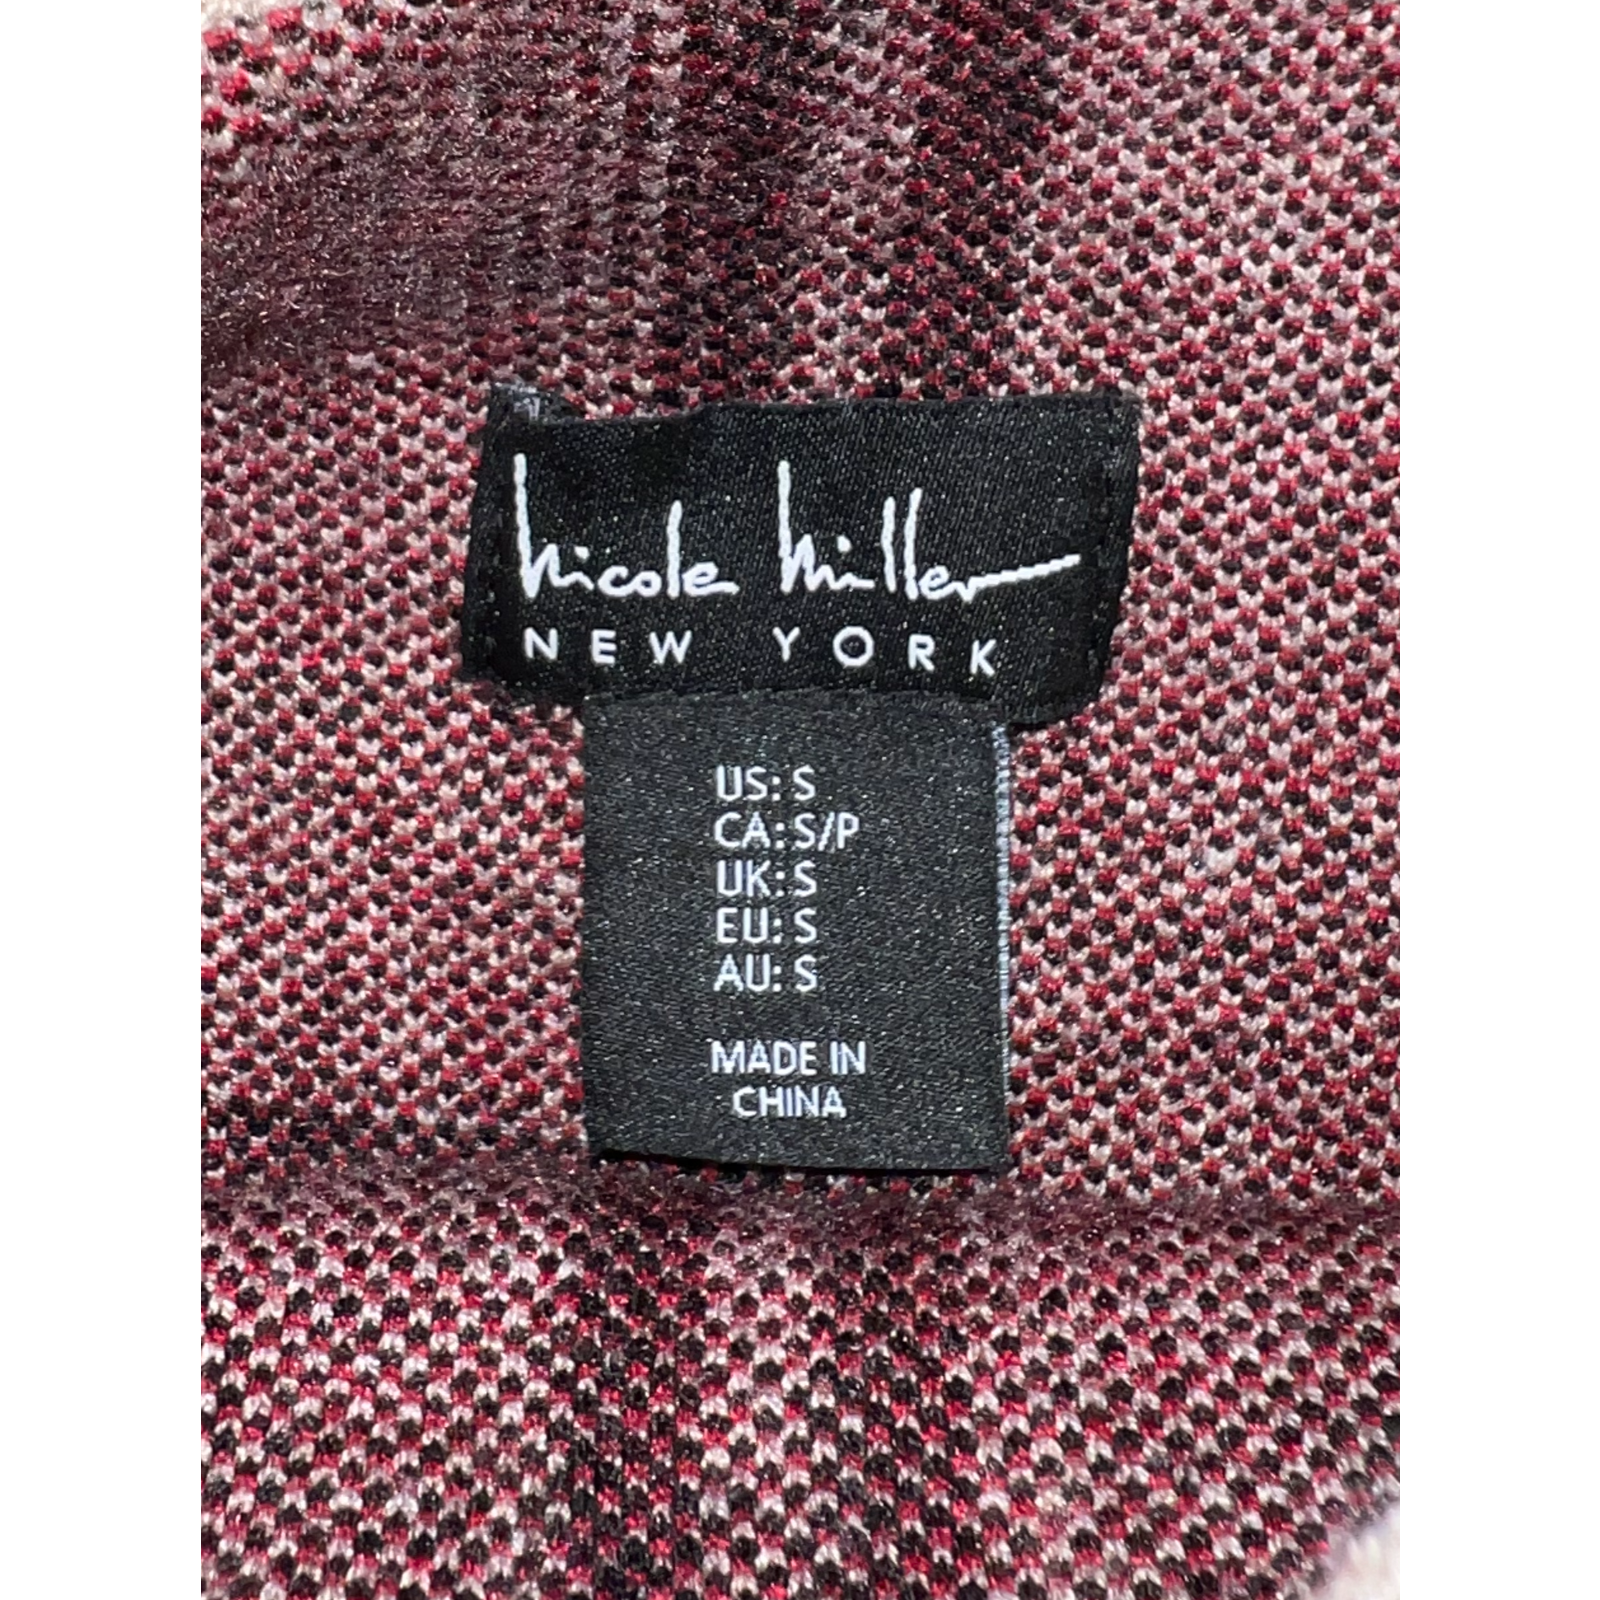 Nicole Miller
NEW YORK
US: S
CA: S/P
UK: S
EU: S
AU: S
MADE IN
CHINA